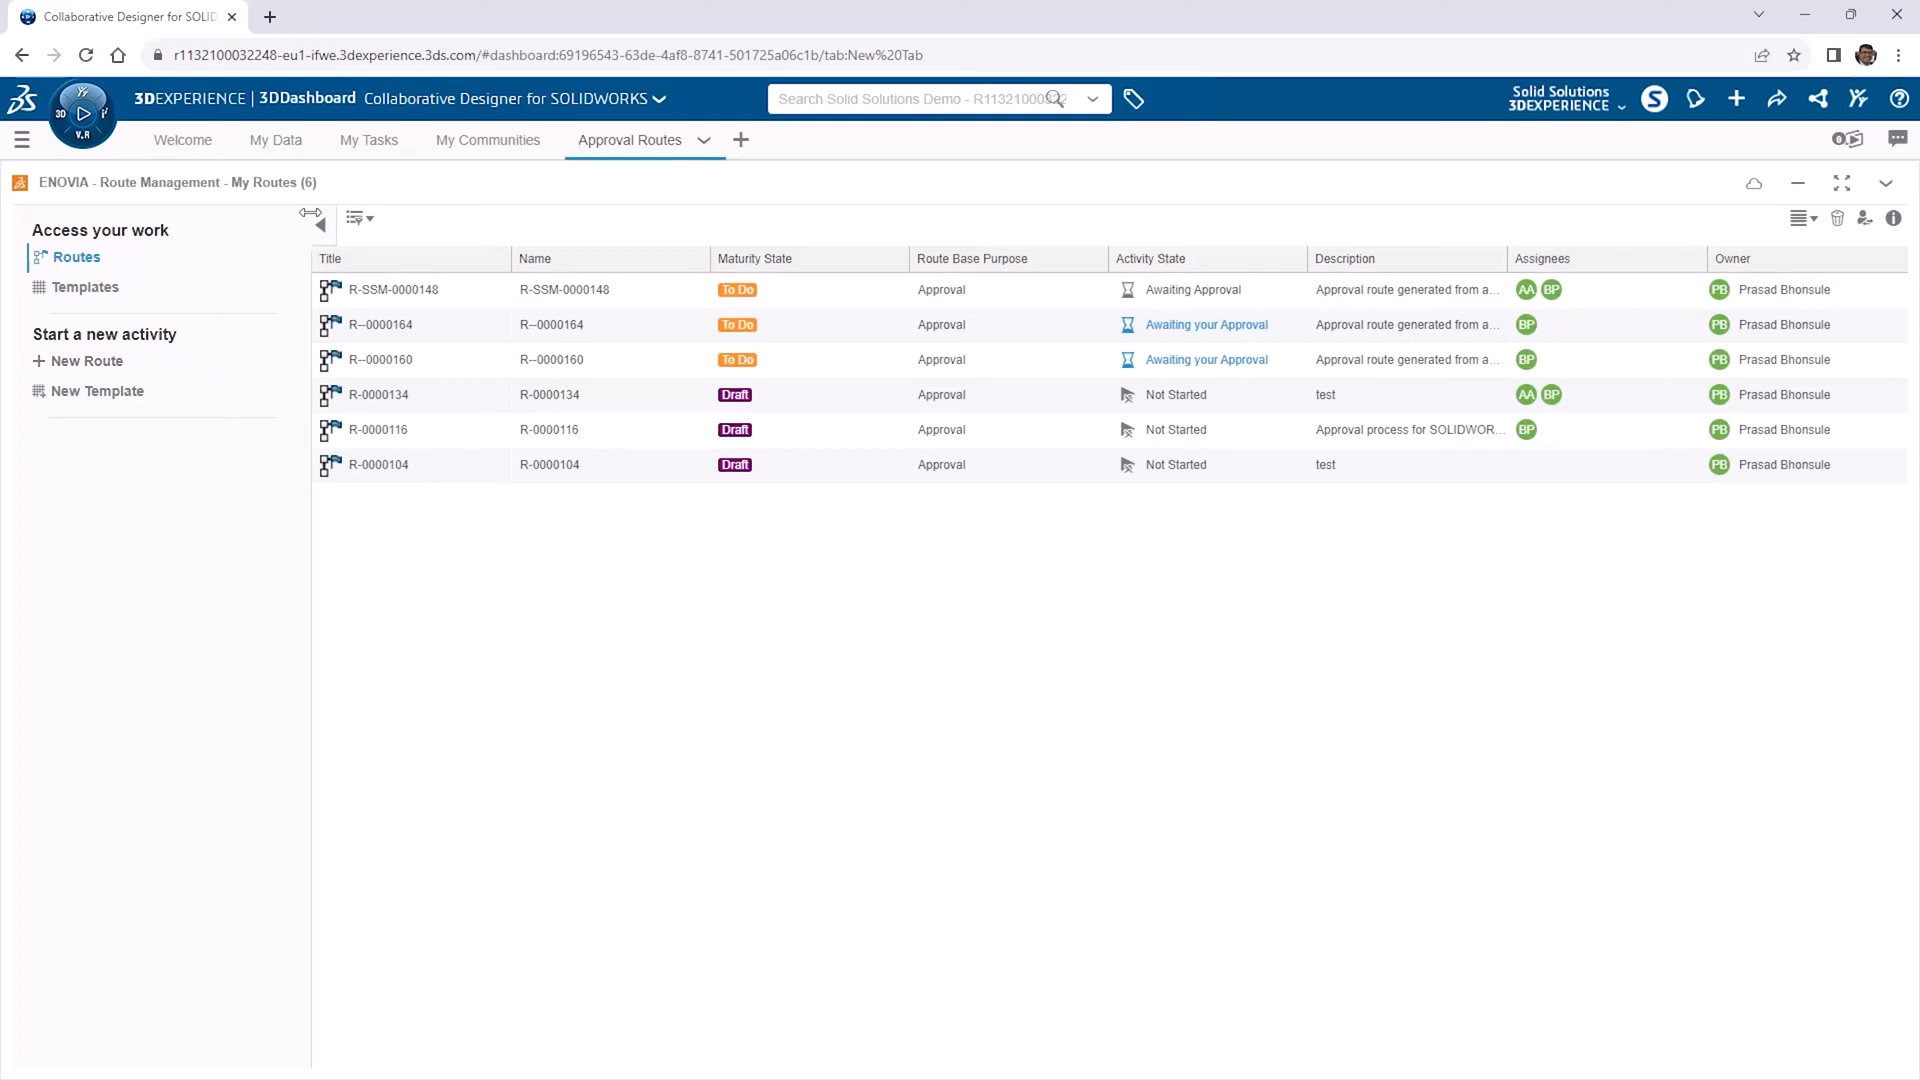 Collaborative Designer for SOLID
r1132100032248-eu1-ifwe.3dexperience.3ds.com/#dashboard:69196543-63de-4af8-8741-501725a06c1b/tab:New%20Tab
3D V.R
3DEXPERIENCE | 3DDashboard Collaborative Designer for SOLIDWORKS
Search Solid Solutions Demo - R11321000322
Solid Solutions
3DEXPERIENCE
Welcome My Data My Tasks My Communities Approval Routes
0
ENOVIA - Route Management - My Routes (6)
Access your work
Routes
Templates
Start a new activity
New Route
New Template
Title Name Maturity State Route Base Purpose Activity State Description Assignees Owner
R-SSM-0000148 R-SSM-0000148 To Do Approval Awaiting Approval Approval route generated from a... AA BP PB Prasad Bhonsule
R--0000164 R--0000164 To Do Approval Awaiting your Approval Approval route generated from a... BP PB Prasad Bhonsule
R--0000160 R--0000160 To Do Approval Awaiting your Approval Approval route generated from a... BP PB Prasad Bhonsule
R-0000134 R-0000134 Draft Approval Not Started test AA BP PB Prasad Bhonsule
R-0000116 R-0000116 Draft Approval Not Started Approval process for SOLIDWOR... BP PB Prasad Bhonsule
R-0000104 R-0000104 Draft Approval Not Started test PB Prasad Bhonsule